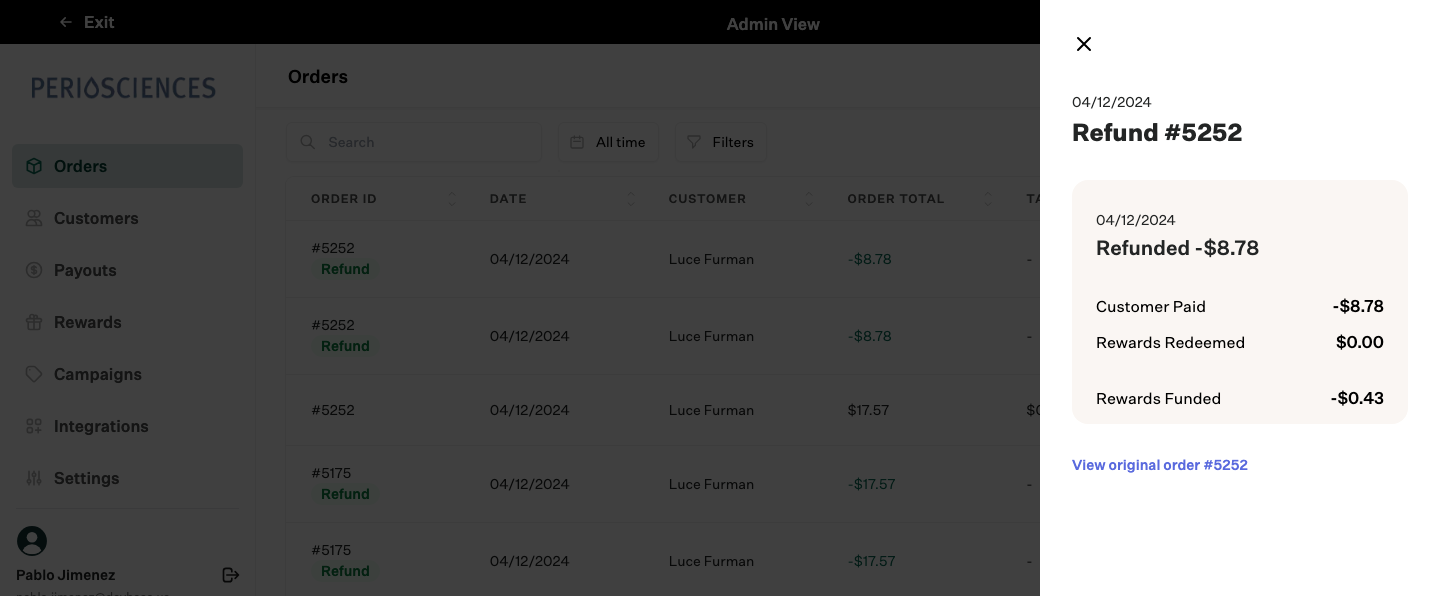 Exit
Admin View
PERIOSCIENCES
Orders
Customers
Payouts
Rewards
Campaigns
Integrations
Settings
Pablo Jimenez
Orders
Search
All time
Filters
ORDER ID DATE CUSTOMER ORDER TOTAL
#5252 Refund 04/12/2024 Luce Furman -$8.78 -
#5252 Refund 04/12/2024 Luce Furman -$8.78 -
#5252 04/12/2024 Luce Furman $17.57
#5175 Refund 04/12/2024 Luce Furman -$17.57 -
#5175 Refund 04/12/2024 Luce Furman -$17.57 -
04/12/2024
Refund #5252
04/12/2024
Refunded -$8.78
Customer Paid -$8.78
Rewards Redeemed $0.00
Rewards Funded -$0.43
View original order #5252